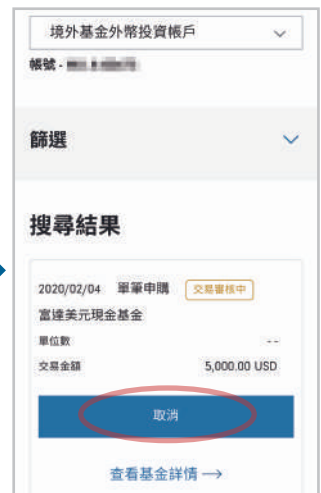 境外基金外幣投資帳戶
帳號 -
篩選
搜尋結果
2020/02/04 單筆申購 交易審核中
富達美元現金基金
單位數 --
交易金額 5,000.00 USD
取消
查看基金詳情 →